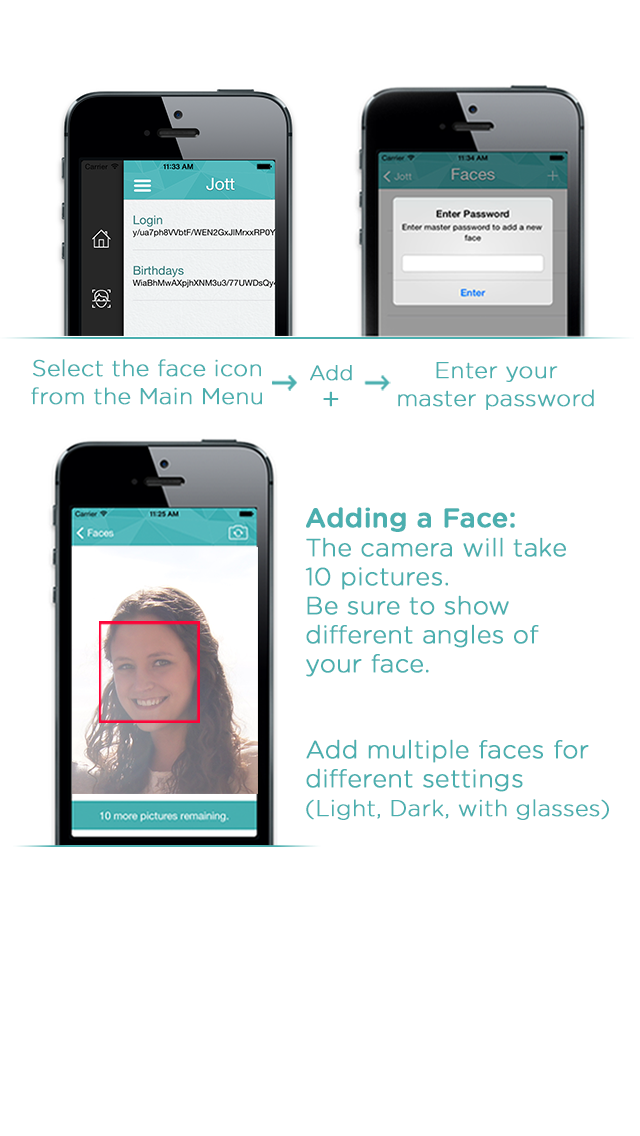 Carrier 11:33 AM
Jott
Login
y/ua7ph8VVbtF/WEN2GxJIMrxxRP0Y
Birthdays
WiaBhMwAXpjhXNM3u3/77UWDsQy
Carrier 11:34 AM
Jott Faces +
Enter Password
Enter master password to add a new
face
Enter
Select the face icon
from the Main Menu
Add
+
Enter your
master password
Carrier 11:25 AM
Faces
10 more pictures remaining.
Adding a Face:
The camera will take
10 pictures.
Be sure to show
different angles of
your face.
Add multiple faces for
different settings
(Light, Dark, with glasses)